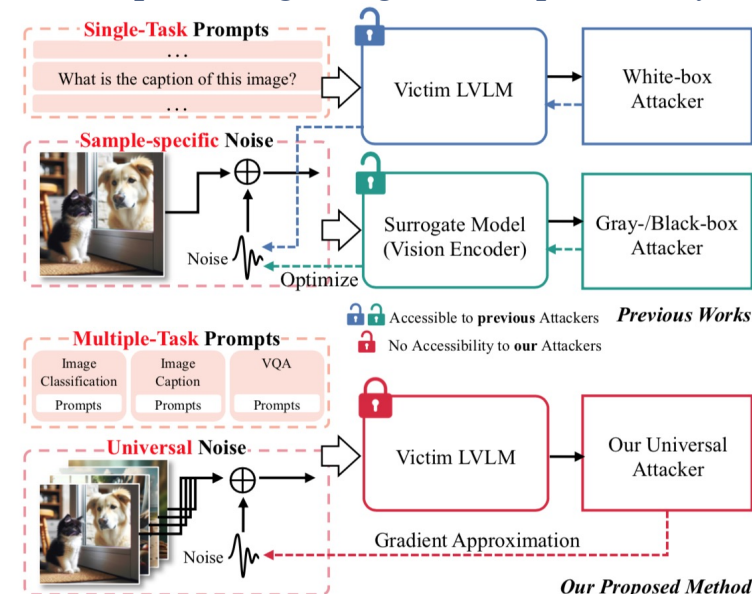 Single-Task Prompts
...
What is the caption of this image?
...
Victim LVLM
White-box
Attacker
Sample-specific Noise
Noise
Optimize
Surrogate Model
(Vision Encoder)
Gray-/Black-box
Attacker
Accessible to previous Attackers
Previous Works
No Accessibility to our Attackers
Multiple-Task Prompts
Image
Classification
Prompts
Image
Caption
Prompts
VQA
Prompts
Universal Noise
Noise
Victim LVLM
Our Universal
Attacker
Gradient Approximation
Our Proposed Method